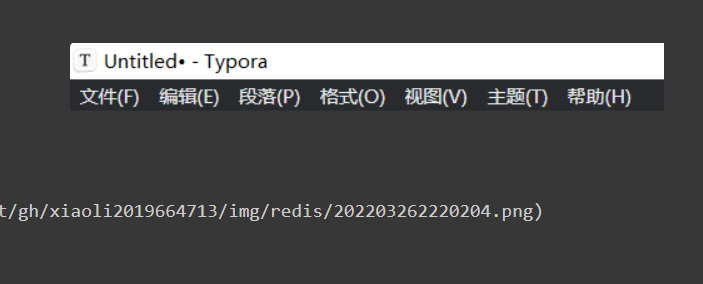 T Untitled• - Typora
文件(F) 编辑(E) 段落(P) 格式(O) 视图(V) 主题(T) 帮助(H)
t/gh/xiaoli2019664713/img/redis/202203262220204.png)